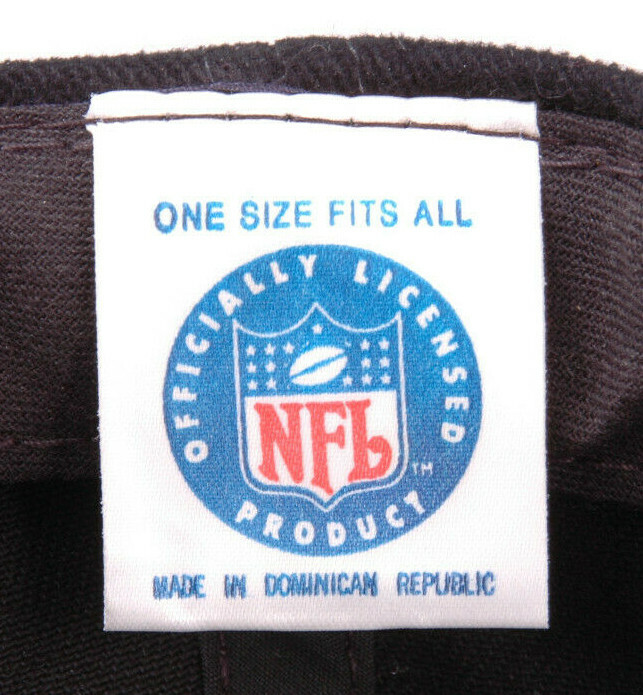 ONE SIZE FITS ALL
OFFICIALLY LICENSED
NFL
TM
PRODUCT
MADE IN DOMINICAN REPUBLIC